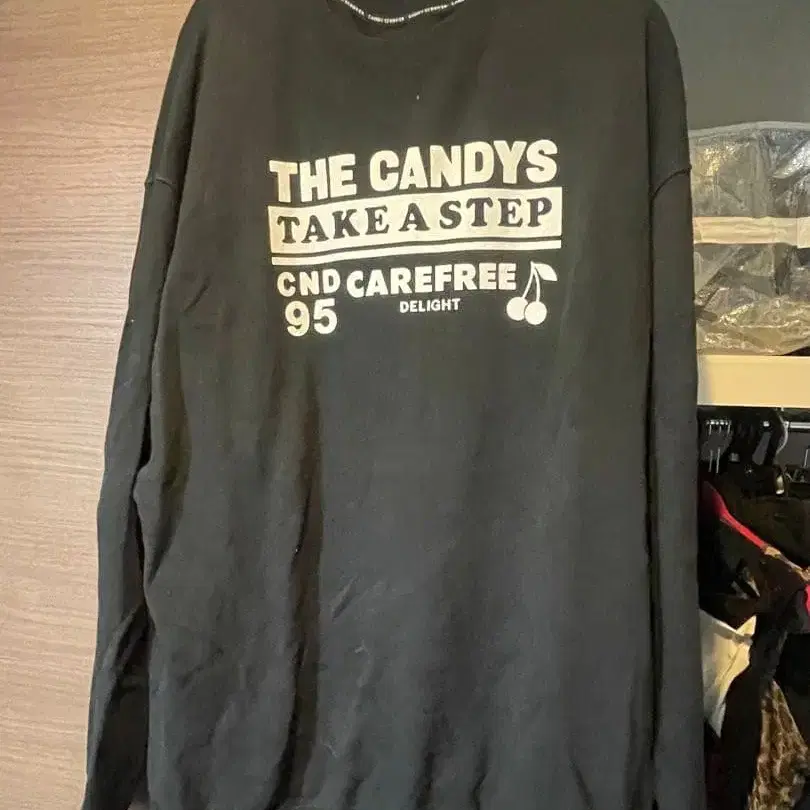 THE CANDYS
TAKE A STEP
CND CAREFREE
95 DELIGHT